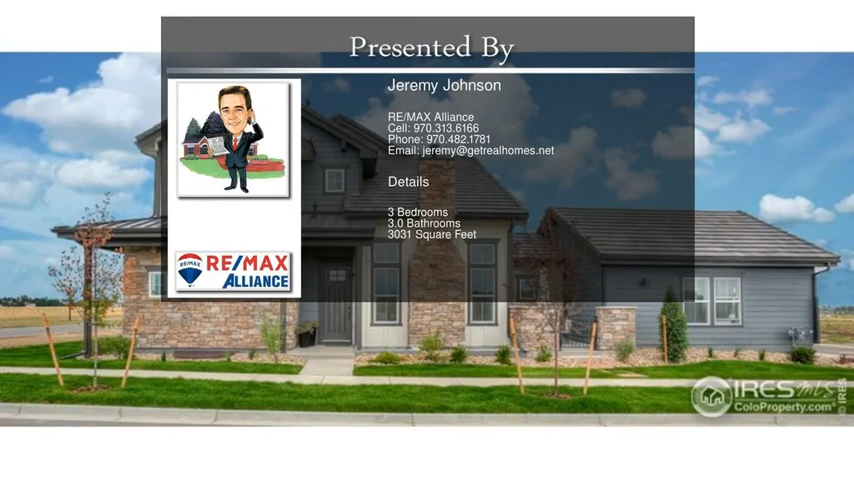 Presented By
Jeremy Johnson
RE/MAX Alliance
Cell: 970.313.6166
Phone: 970.482.1781
Email: jeremy@getrealhomes.net
Details
3 Bedrooms
3.0 Bathrooms
3031 Square Feet
RE/MAX
RE/MAX
ALLIANCE
IRES MLS
ColoProperty.com®
© IRES